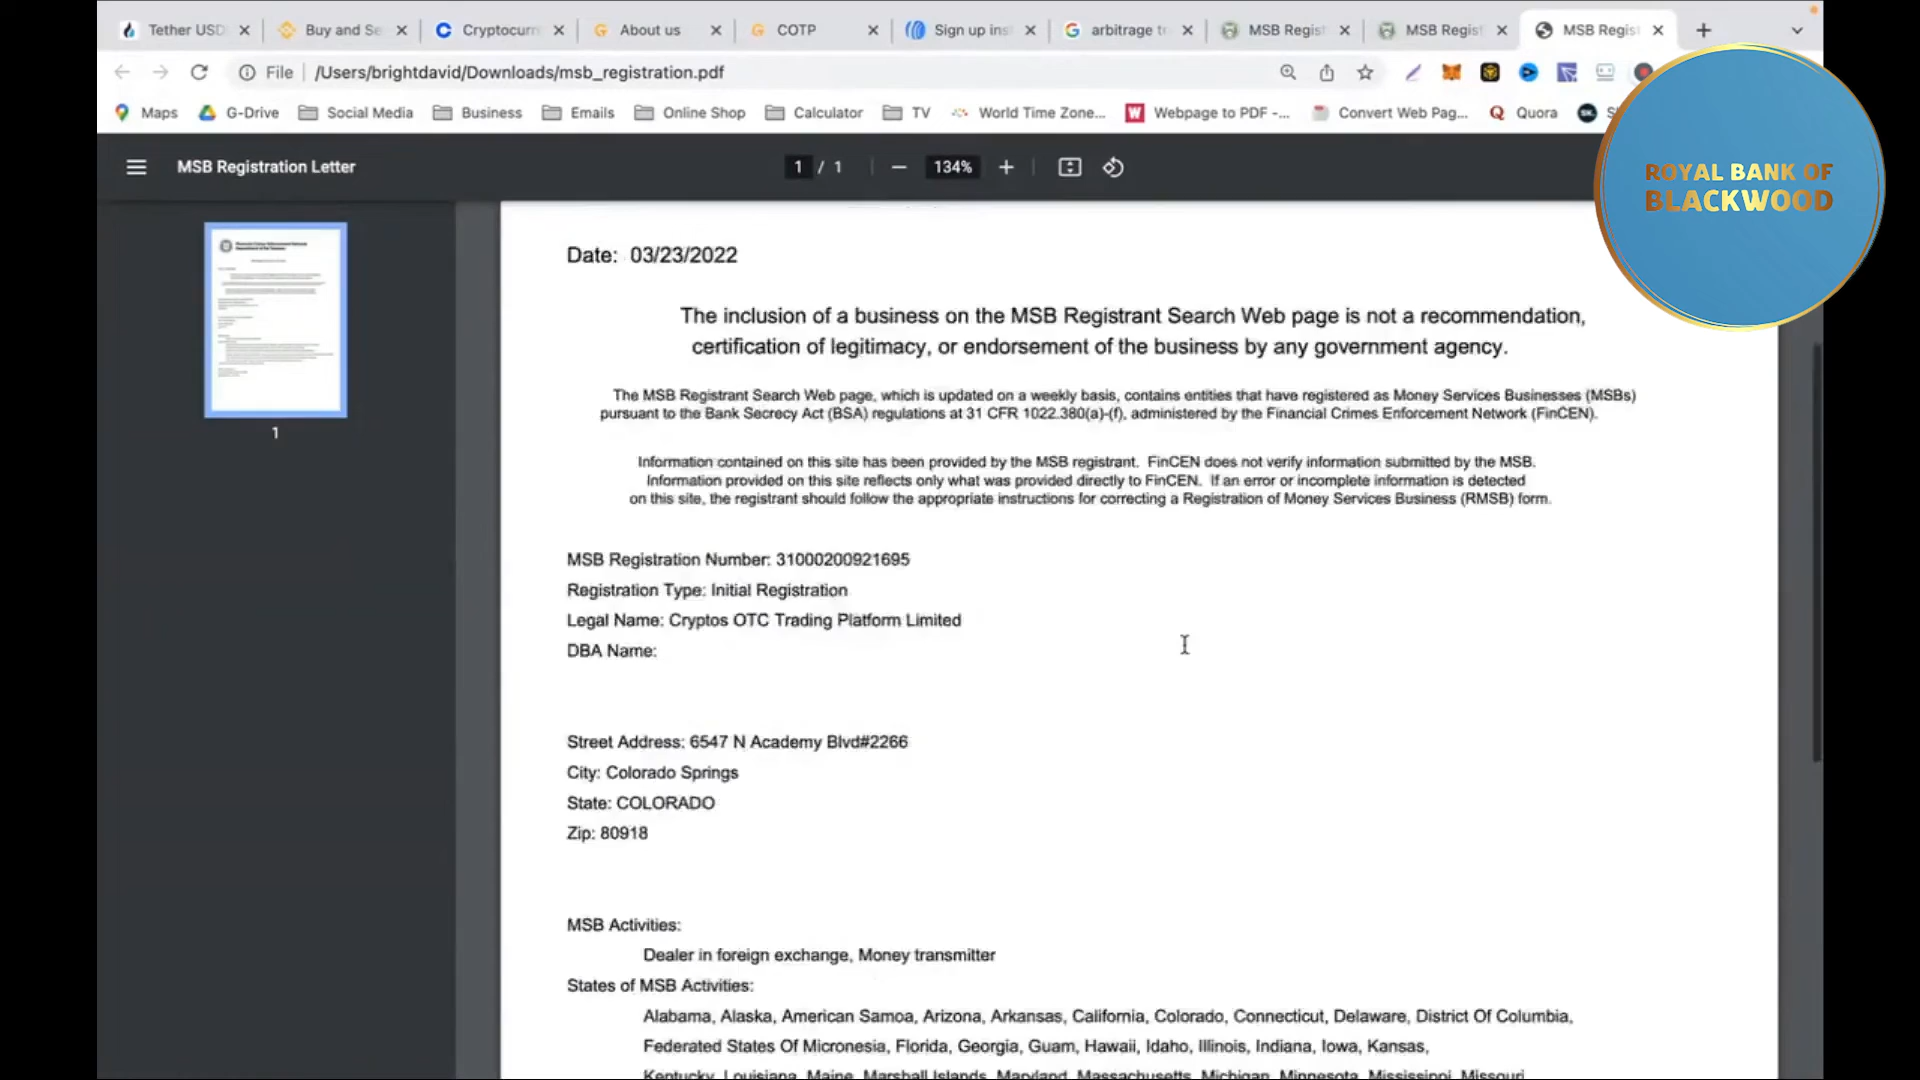 Tether USD
Buy and Se
Cryptocurr
About us
COTP
Sign up ins
arbitrage tr
MSB Regist
MSB Regist
MSB Regist
File
/Users/brightdavid/Downloads/msb_registration.pdf
Maps
G-Drive
Social Media
Business
Emails
Online Shop
Calculator
TV
World Time Zone...
Webpage to PDF -...
Convert Web Pag...
Quora
ROYAL BANK OF
BLACKWOOD
MSB Registration Letter
1 / 1
134%
1
Date: 03/23/2022
The inclusion of a business on the MSB Registrant Search Web page is not a recommendation,
certification of legitimacy, or endorsement of the business by any government agency.
The MSB Registrant Search Web page, which is updated on a weekly basis, contains entities that have registered as Money Services Businesses (MSBs)
pursuant to the Bank Secrecy Act (BSA) regulations at 31 CFR 1022.380(a)-(f), administered by the Financial Crimes Enforcement Network (FinCEN).
Information contained on this site has been provided by the MSB registrant. FinCEN does not verify information submitted by the MSB.
Information provided on this site reflects only what was provided directly to FinCEN. If an error or incomplete information is detected
on this site, the registrant should follow the appropriate instructions for correcting a Registration of Money Services Business (RMSB) form.
MSB Registration Number: 31000200921695
Registration Type: Initial Registration
Legal Name: Cryptos OTC Trading Platform Limited
DBA Name:
Street Address: 6547 N Academy Blvd#2266
City: Colorado Springs
State: COLORADO
Zip: 80918
MSB Activities:
Dealer in foreign exchange, Money transmitter
States of MSB Activities:
Alabama, Alaska, American Samoa, Arizona, Arkansas, California, Colorado, Connecticut, Delaware, District Of Columbia,
Federated States Of Micronesia, Florida, Georgia, Guam, Hawaii, Idaho, Illinois, Indiana, Iowa, Kansas,
Kentucky, Louisiana, Maine, Marshall Islands, Maryland, Massachusetts, Michigan, Minnesota, Mississippi, Missouri